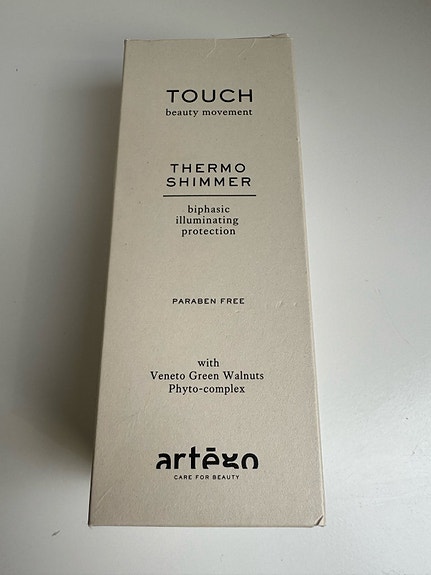 TOUCH
beauty movement
THERMO
SHIMMER
biphasic
illuminating
protection
PARABEN FREE
with
Veneto Green Walnuts
Phyto-complex
artēgo
CARE FOR BEAUTY